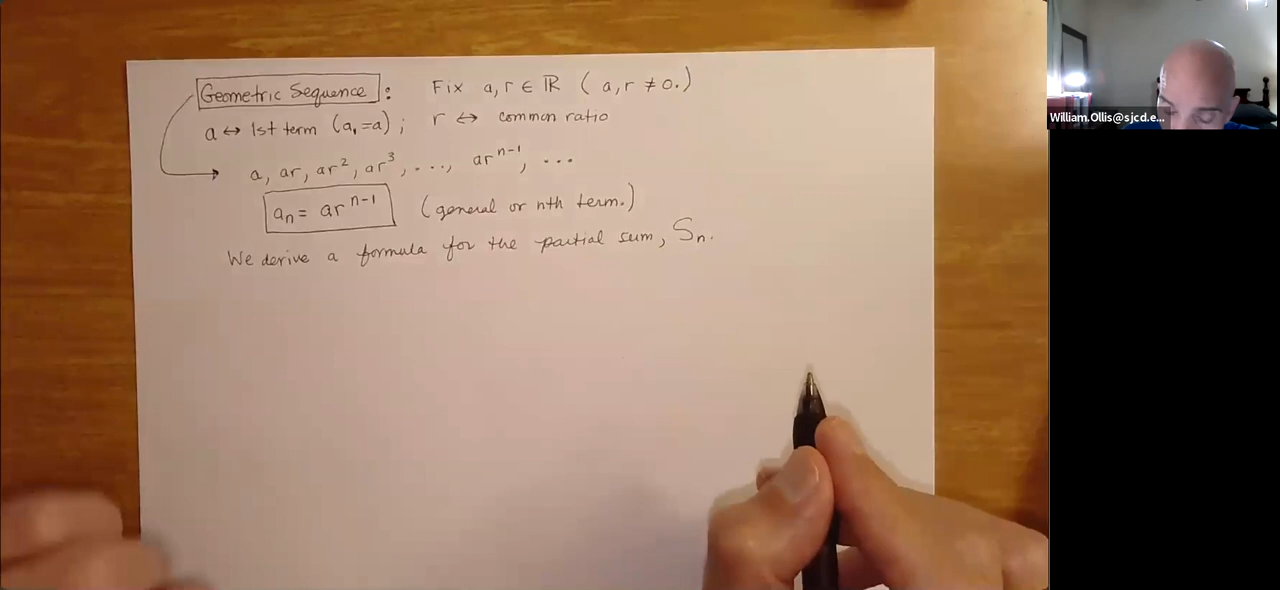 Geometric Sequence : Fix a, r ∈ ℝ ( a, r ≠ 0. )
a ↔ 1st term (a₁ = a) ; r ↔ common ratio
a, ar, ar², ar³, ..., arⁿ⁻¹, ...
aₙ = arⁿ⁻¹ (general or nth term.)
We derive a formula for the partial sum, Sₙ.
William.Ollis@sjcd.e...